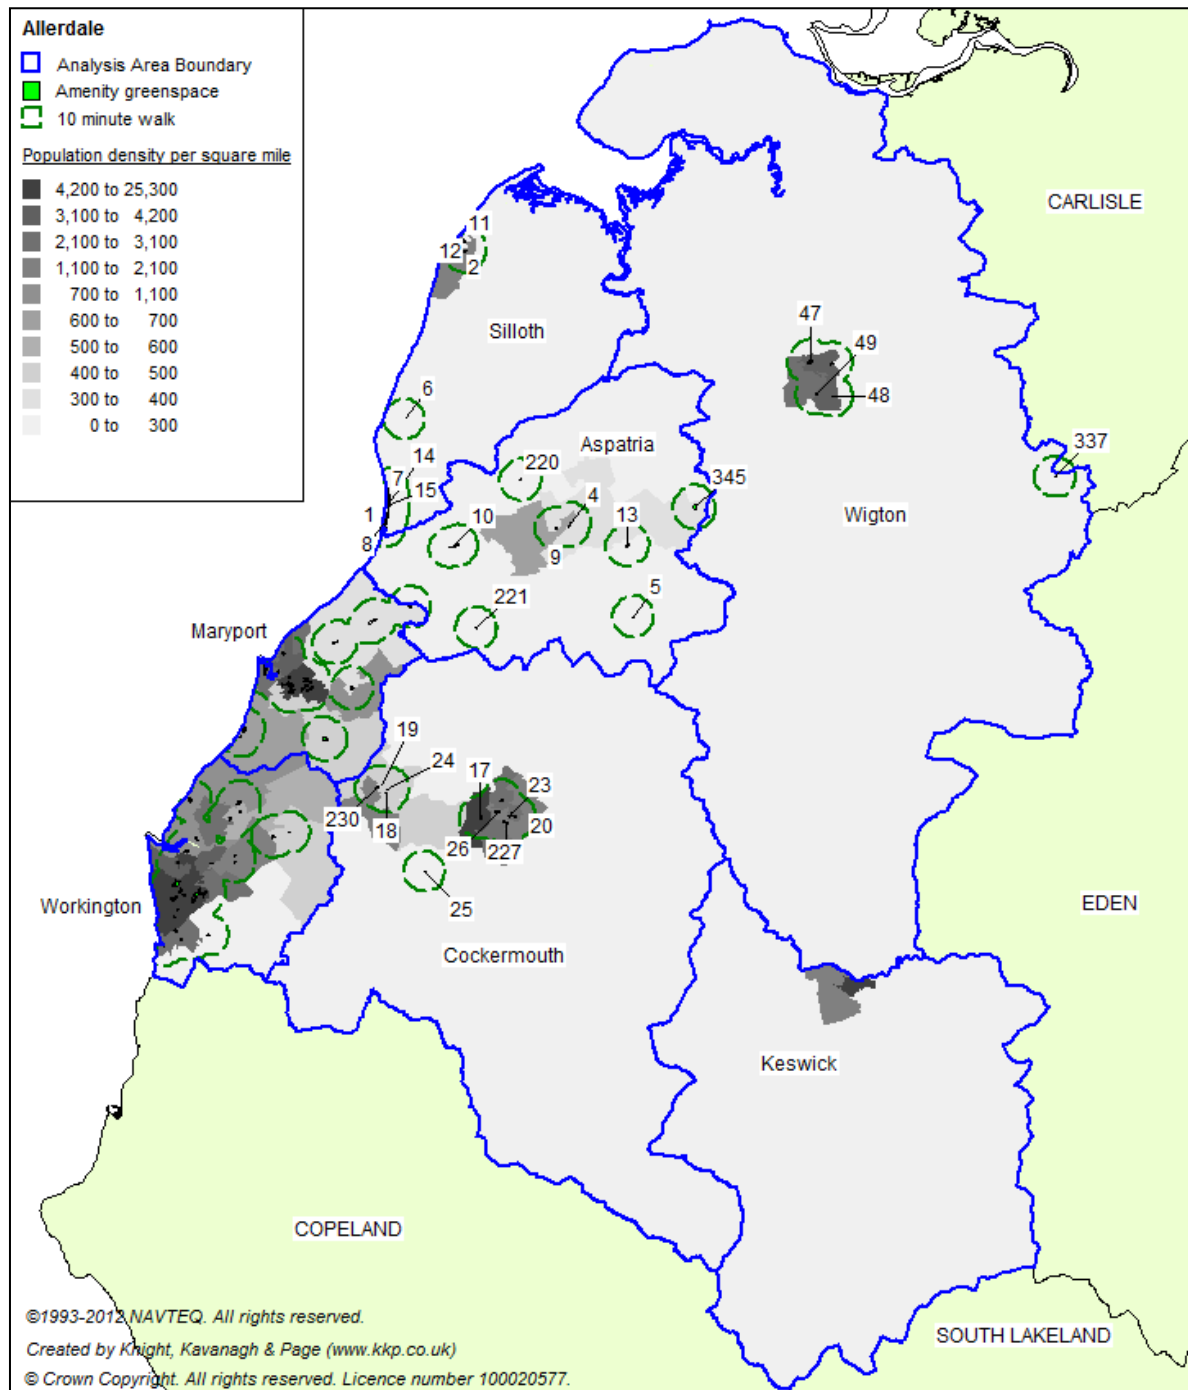 Allerdale
Analysis Area Boundary
Amenity greenspace
10 minute walk
Population density per square mile
4,200 to 25,300
3,100 to 4,200
2,100 to 3,100
1,100 to 2,100
700 to 1,100
600 to 700
500 to 600
400 to 500
300 to 400
0 to 300
CARLISLE
11
12
2
Silloth
47
49
48
6
Aspatria
14
7
15
1
8
220
4
10
9
13
345
337
Wigton
221
5
Maryport
19
24
17
23
230
18
26
227
20
25
Workington
Cockermouth
EDEN
Keswick
COPELAND
SOUTH LAKELAND
©1993-2012 NAVTEQ. All rights reserved.
Created by Knight, Kavanagh & Page (www.kkp.co.uk)
© Crown Copyright. All rights reserved. Licence number 100020577.